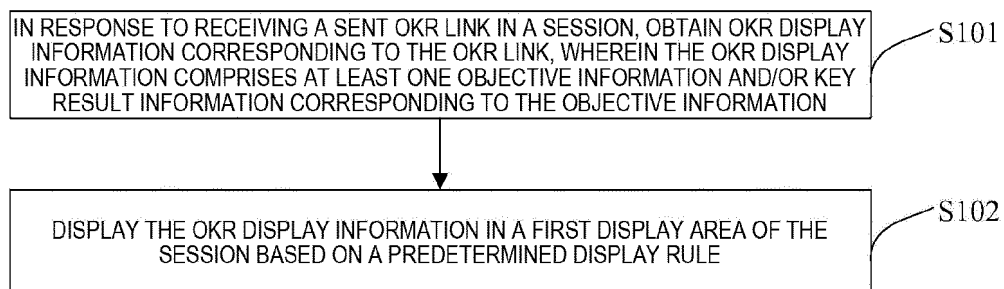 IN RESPONSE TO RECEIVING A SENT OKR LINK IN A SESSION, OBTAIN OKR DISPLAY
INFORMATION CORRESPONDING TO THE OKR LINK, WHEREIN THE OKR DISPLAY
INFORMATION COMPRISES AT LEAST ONE OBJECTIVE INFORMATION AND/OR KEY
RESULT INFORMATION CORRESPONDING TO THE OBJECTIVE INFORMATION
S101
DISPLAY THE OKR DISPLAY INFORMATION IN A FIRST DISPLAY AREA OF THE
SESSION BASED ON A PREDETERMINED DISPLAY RULE
S102